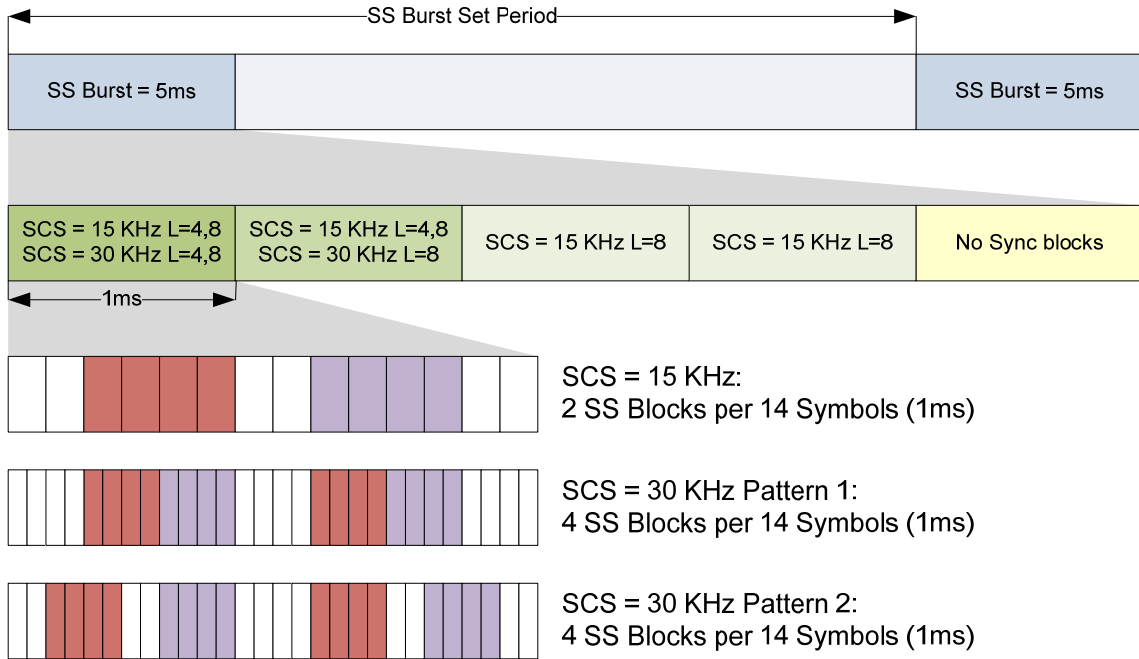 SS Burst Set Period
SS Burst = 5ms
SS Burst = 5ms
SCS = 15 KHz L=4,8
SCS = 30 KHz L=4,8
SCS = 15 KHz L=4,8
SCS = 30 KHz L=8
SCS = 15 KHz L=8
SCS = 15 KHz L=8
No Sync blocks
1ms
SCS = 15 KHz:
2 SS Blocks per 14 Symbols (1ms)
SCS = 30 KHz Pattern 1:
4 SS Blocks per 14 Symbols (1ms)
SCS = 30 KHz Pattern 2:
4 SS Blocks per 14 Symbols (1ms)